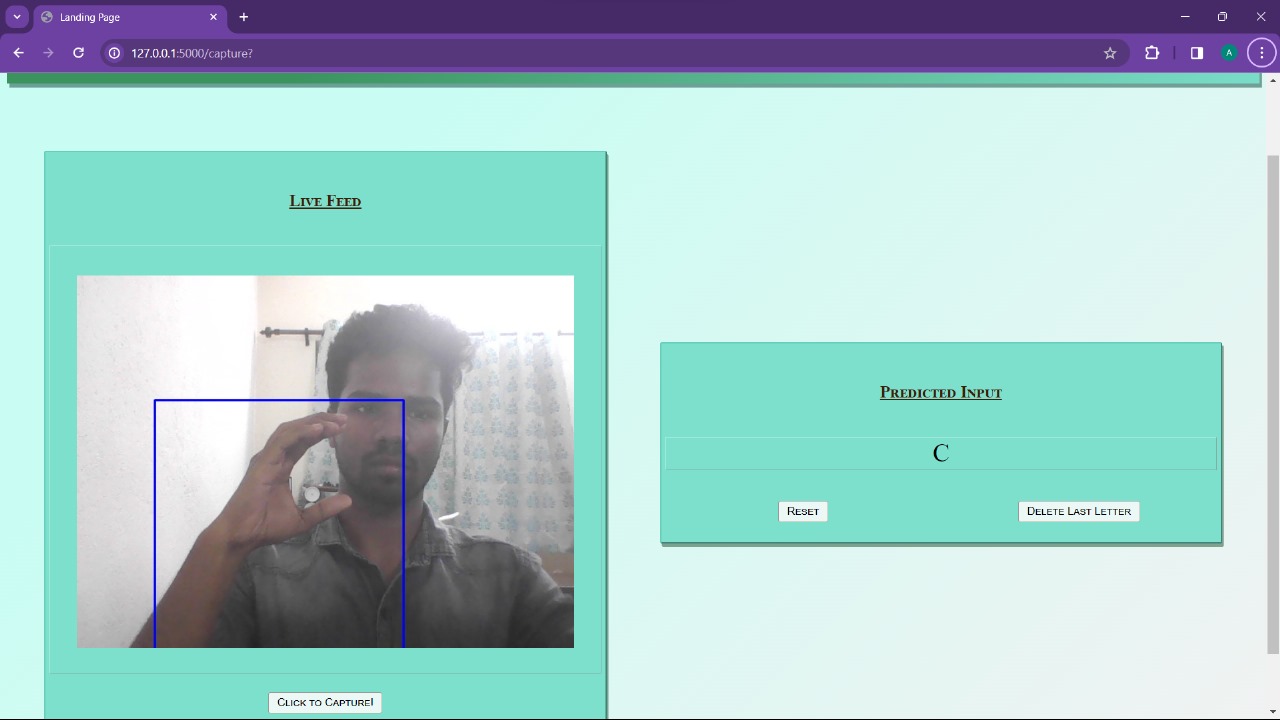 Landing Page
127.0.0.1:5000/capture?
A
Live Feed
Click to Capture!
Predicted Input
C
Reset
Delete Last Letter